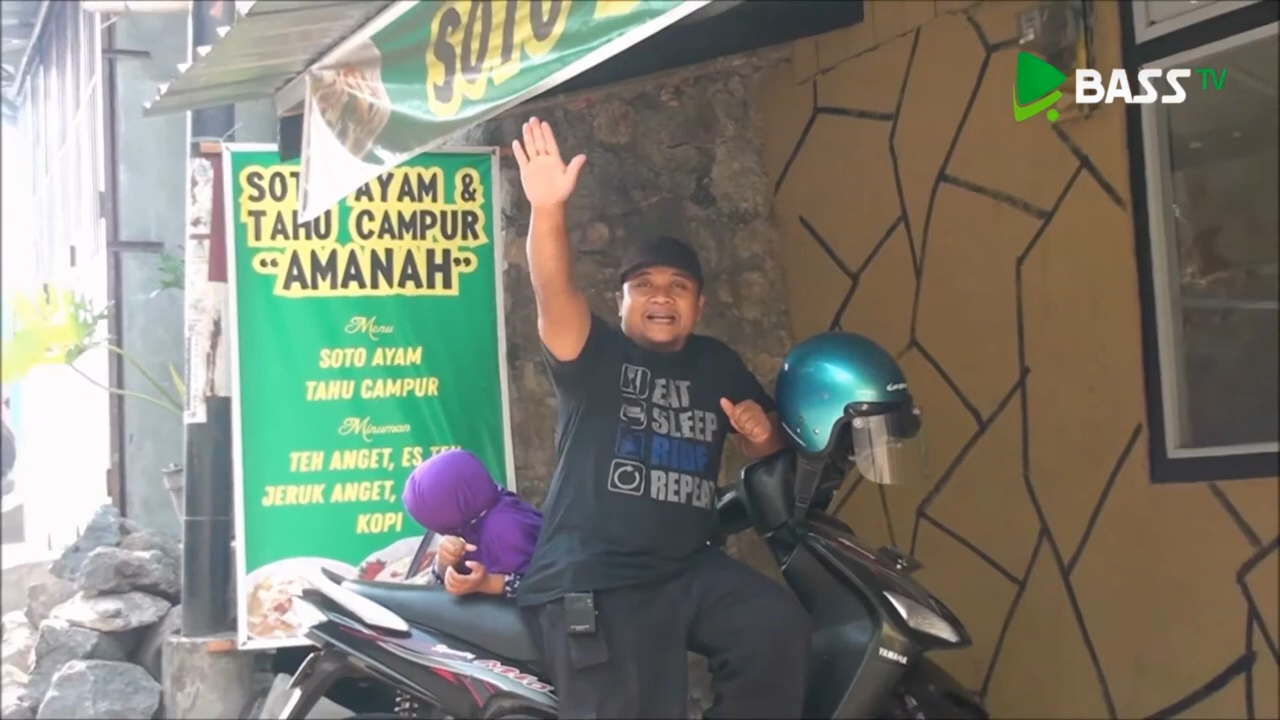 SOTO
BASS TV
SOTO AYAM &
TAHU CAMPUR
"AMANAH"
Menu
SOTO AYAM
TAHU CAMPUR
Minuman
TEH ANGET, ES TEH
JERUK ANGET,
KOPI
EAT
SLEEP
RIDE
REPEAT
YAMAHA
Mio